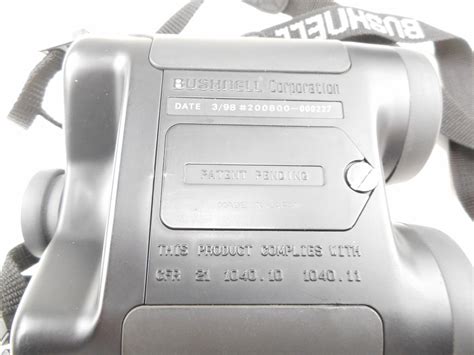 BUSHNELL
BUSHNELL Corporation
DATE 3/98 #200600-000237
PATENT PENDING
THIS PRODUCT COMPLIES WITH
CFR 21 1040.10 1040.11